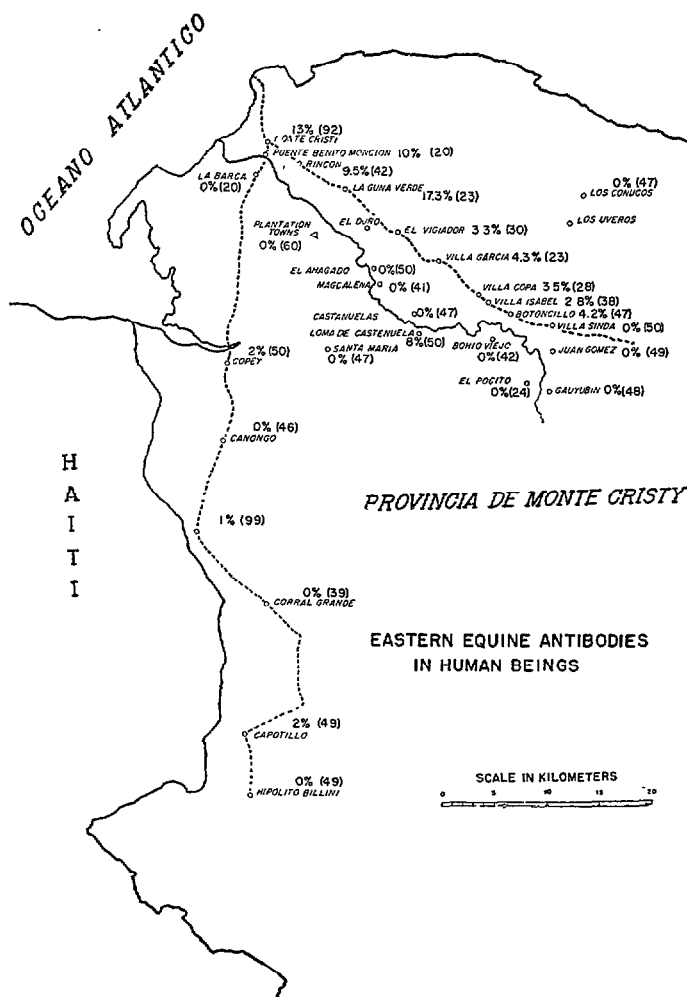 OCEANO ATLANTICO
13% (92)
PUENTE BENITO MONCION 10% (20)
RINCON
9.5% (42)
LA BARCA
0% (20)
LA GUNA VERDE 17.3% (23)
0% (47)
LOS CONUCOS
LOS UVEROS
EL DURO
EL VIGIADOR 3 3% (30)
PLANTATION
TOWNS
0% (60)
VILLA GARCIA 4.3% (23)
EL AHAGADO 0% (50)
MAGCALENA 0% (41)
VILLA COPA 3 5% (28)
VILLA ISABEL 2 8% (38)
CASTANUELAS 0% (47)
BOTONCILLO 4.2% (47)
VILLA SINDA 0% (50)
LOMA DE CASTENUELA
8% (50)
BOHIO VIEJO
0% (42)
JUAN GOMEZ 0% (49)
SANTA MARIA
0% (47)
2% (50)
COPEY
EL POCITO
0% (24)
GAUYUBIN 0% (48)
0% (46)
CANONGO
HAITI
PROVINCIA DE MONTE CRISTY
1% (99)
0% (39)
CORRAL GRANDE
EASTERN EQUINE ANTIBODIES
IN HUMAN BEINGS
2% (49)
CAPOTILLO
0% (49)
HIPOLITO BILLINI
SCALE IN KILOMETERS
0 5 10 15 20